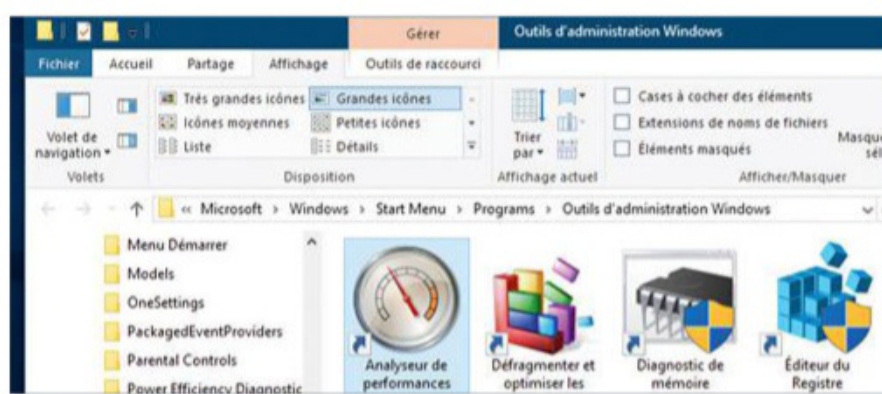 Gérer
Outils d'administration Windows
Fichier Accueil Partage Affichage Outils de raccourci
Très grandes icônes Grandes icônes
Icônes moyennes Petites icônes
Liste Détails
Volet de
navigation
Trier
par
Cases à cocher des éléments
Extensions de noms de fichiers
Éléments masqués
Masqu
sél
Volets Disposition Affichage actuel Afficher/Masquer
« Microsoft > Windows > Start Menu > Programs > Outils d'administration Windows
Menu Démarrer
Models
OneSettings
PackagedEventProviders
Parental Controls
Power Efficiency Diagnostic
Analyseur de
performances
Défragmenter et
optimiser les
Diagnostic de
mémoire
Éditeur du
Registre